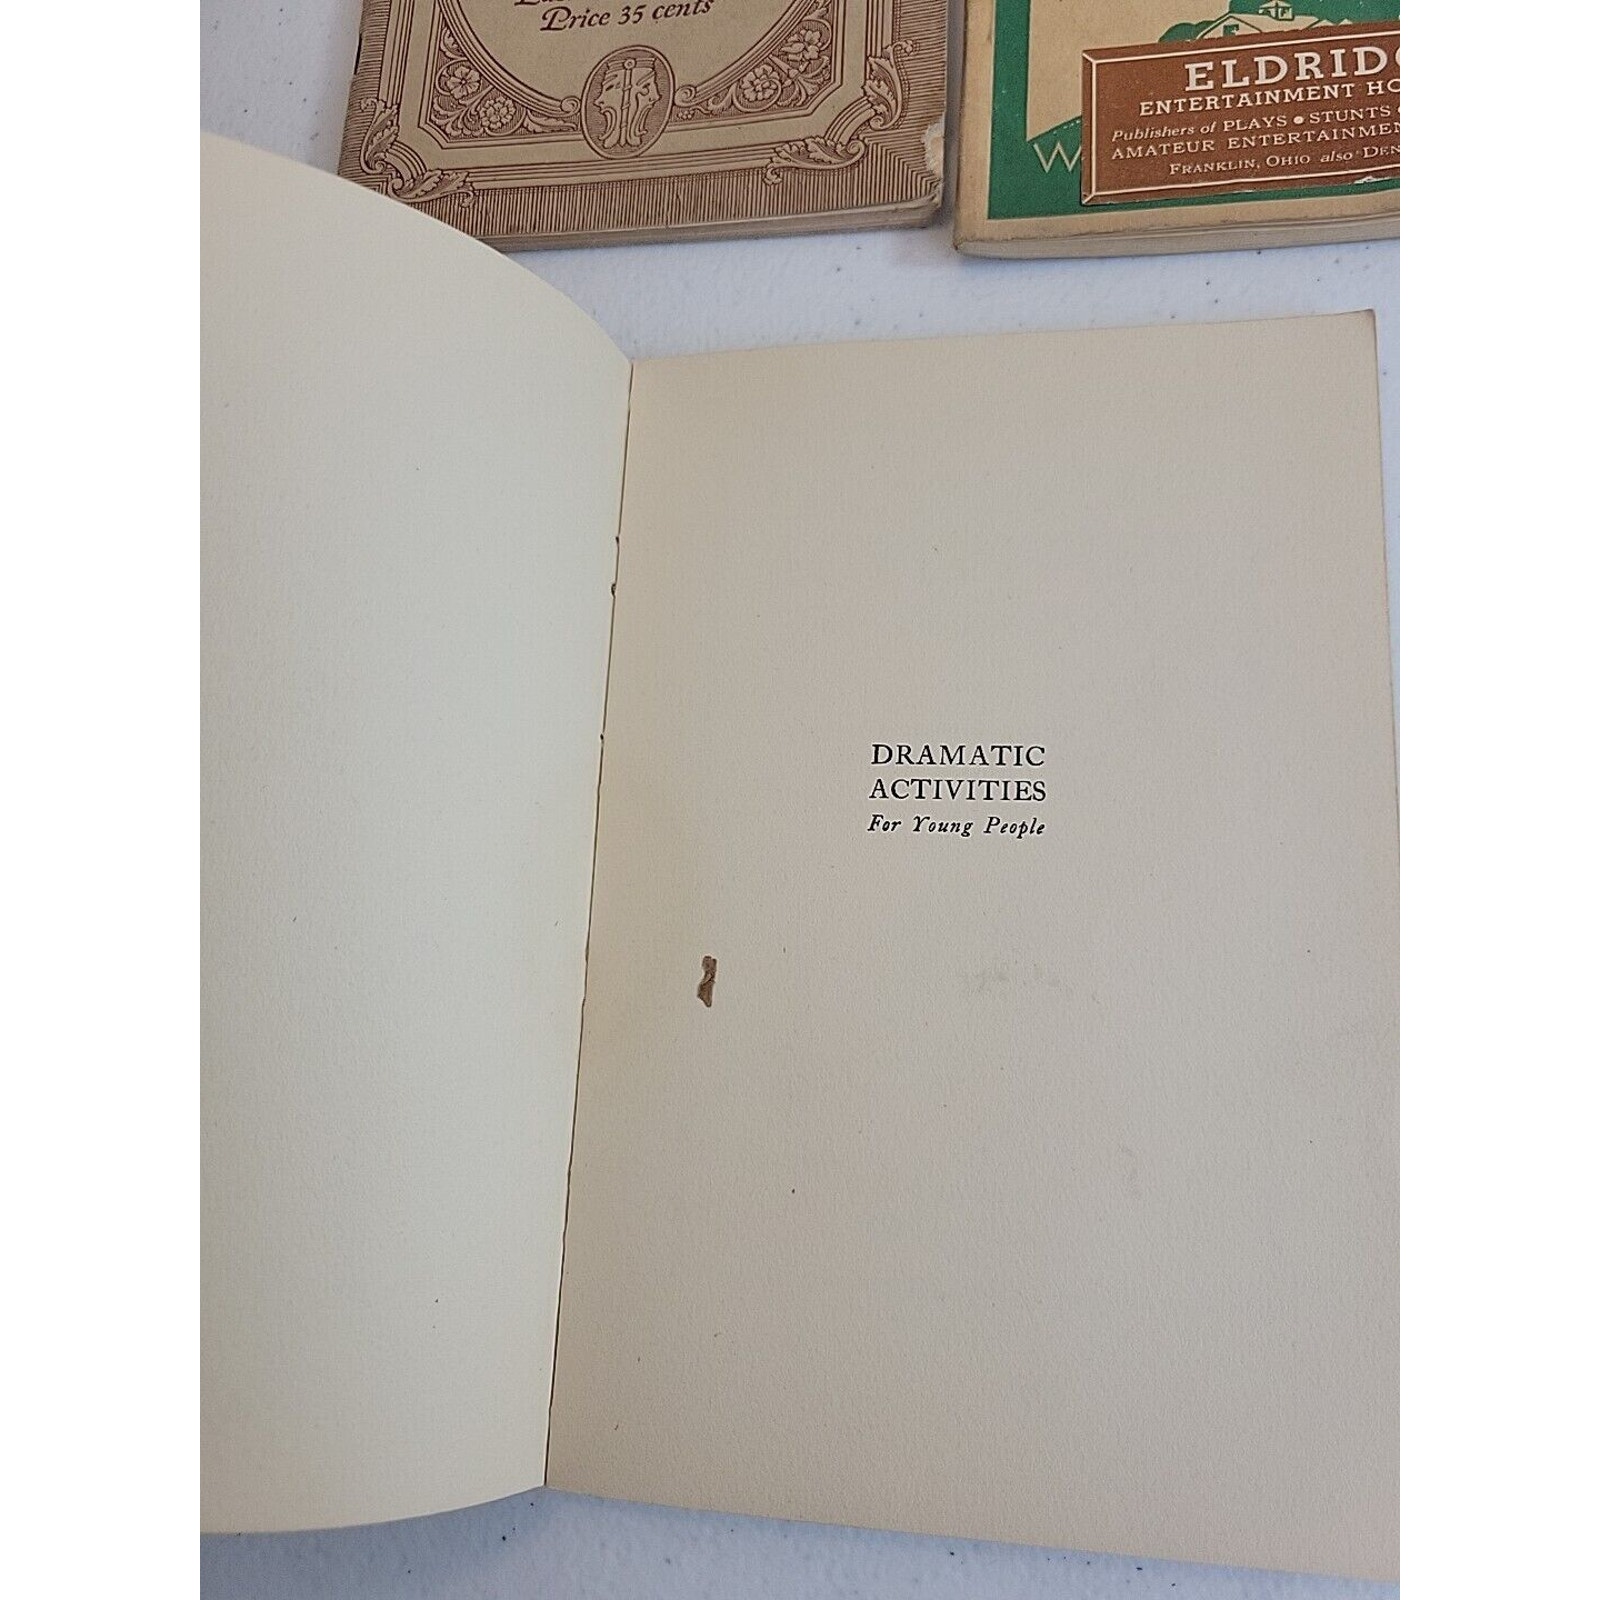 Price 35 cents
ELDRIDG
ENTERTAINMENT HO
Publishers of PLAYS • STUNTS •
AMATEUR ENTERTAINMEN
FRANKLIN, OHIO also DEN
W
DRAMATIC
ACTIVITIES
For Young People